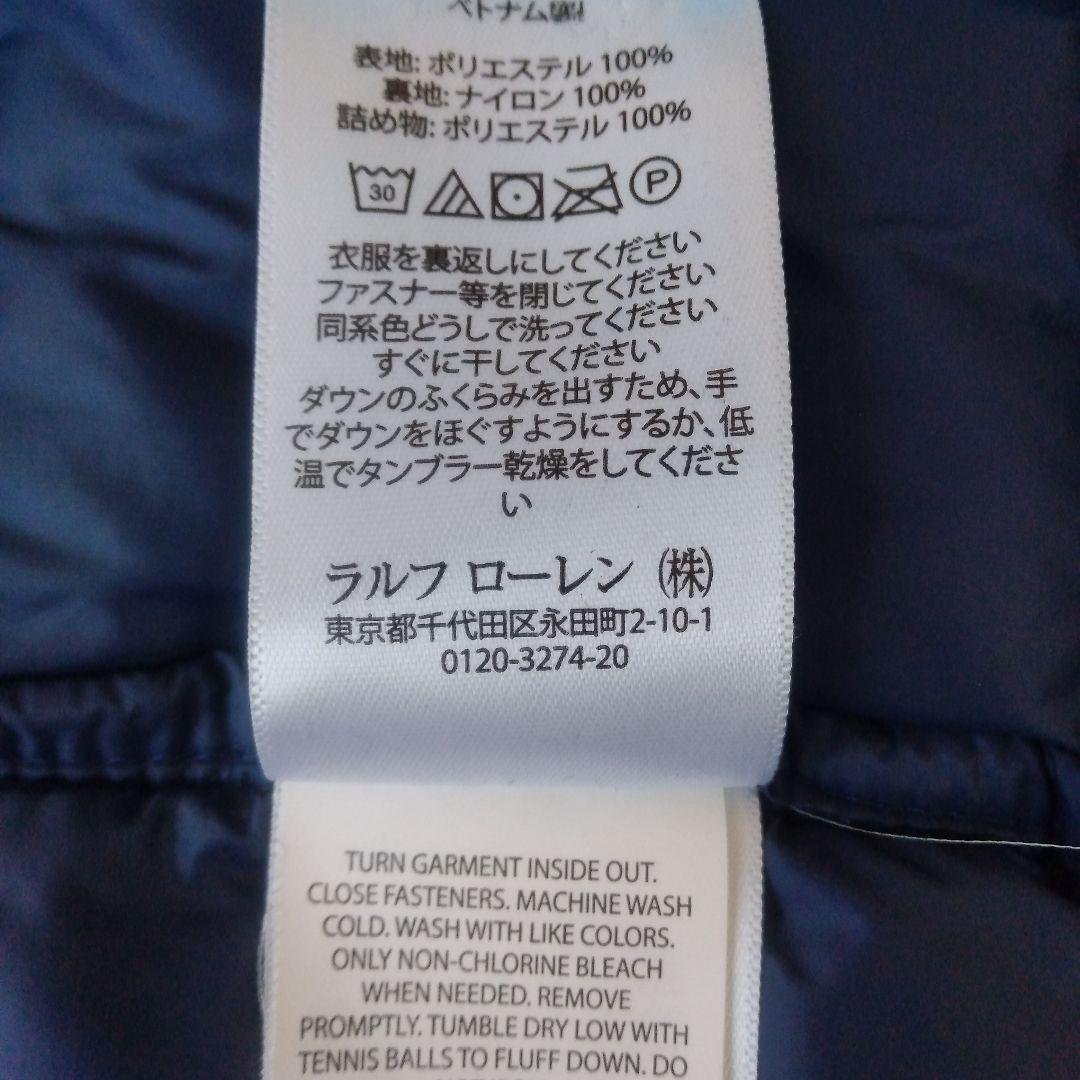 ベトナム製
表地: ポリエステル 100%
裏地: ナイロン 100%
詰め物: ポリエステル 100%
30
P
衣服を裏返しにしてください
ファスナー等を閉じてください
同系色どうしで洗ってください
すぐに干してください
ダウンのふくらみを出すため、手
でダウンをほぐすようにするか、低
温でタンブラー乾燥をしてくださ
い
ラルフ ローレン ㈱
東京都千代田区永田町2-10-1
0120-3274-20
TURN GARMENT INSIDE OUT.
CLOSE FASTENERS. MACHINE WASH
COLD. WASH WITH LIKE COLORS.
ONLY NON-CHLORINE BLEACH
WHEN NEEDED. REMOVE
PROMPTLY. TUMBLE DRY LOW WITH
TENNIS BALLS TO FLUFF DOWN. DO